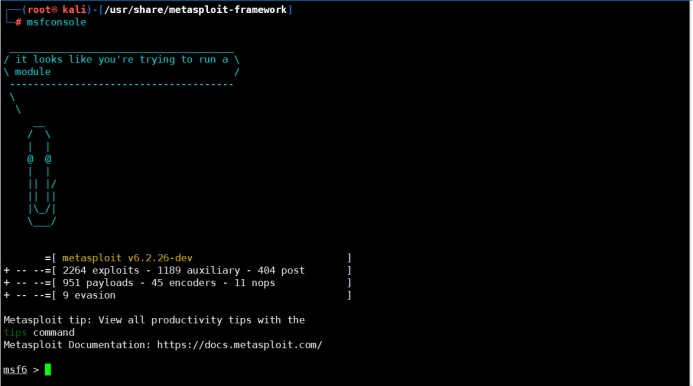 ┌──(root㉿kali)-[/usr/share/metasploit-framework]
└─# msfconsole
 ______________________________________
/ it looks like you're trying to run a \
\ module                               /
 --------------------------------------
 \
  \
     __
    /  \
    |  |
    @  @
    |  |
    || |/
    || ||
    |\_/|
    \___/
       =[ metasploit v6.2.26-dev                          ]
+ -- --=[ 2264 exploits - 1189 auxiliary - 404 post       ]
+ -- --=[ 951 payloads - 45 encoders - 11 nops            ]
+ -- --=[ 9 evasion                                       ]
Metasploit tip: View all productivity tips with the
tips command
Metasploit Documentation: https://docs.metasploit.com/
msf6 >